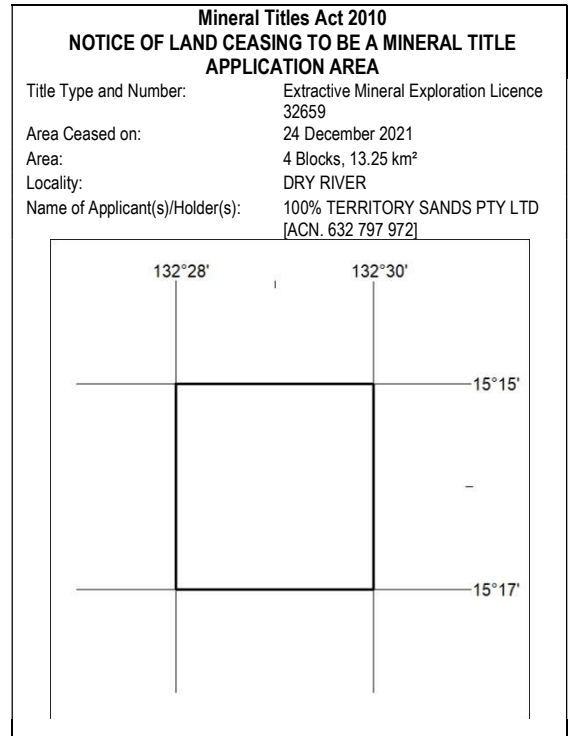 Mineral Titles Act 2010
NOTICE OF LAND CEASING TO BE A MINERAL TITLE
APPLICATION AREA
Title Type and Number: Extractive Mineral Exploration Licence
32659
Area Ceased on: 24 December 2021
Area: 4 Blocks, 13.25 km²
Locality: DRY RIVER
Name of Applicant(s)/Holder(s): 100% TERRITORY SANDS PTY LTD
[ACN. 632 797 972]
132°28' 132°30'
15°15'
15°17'